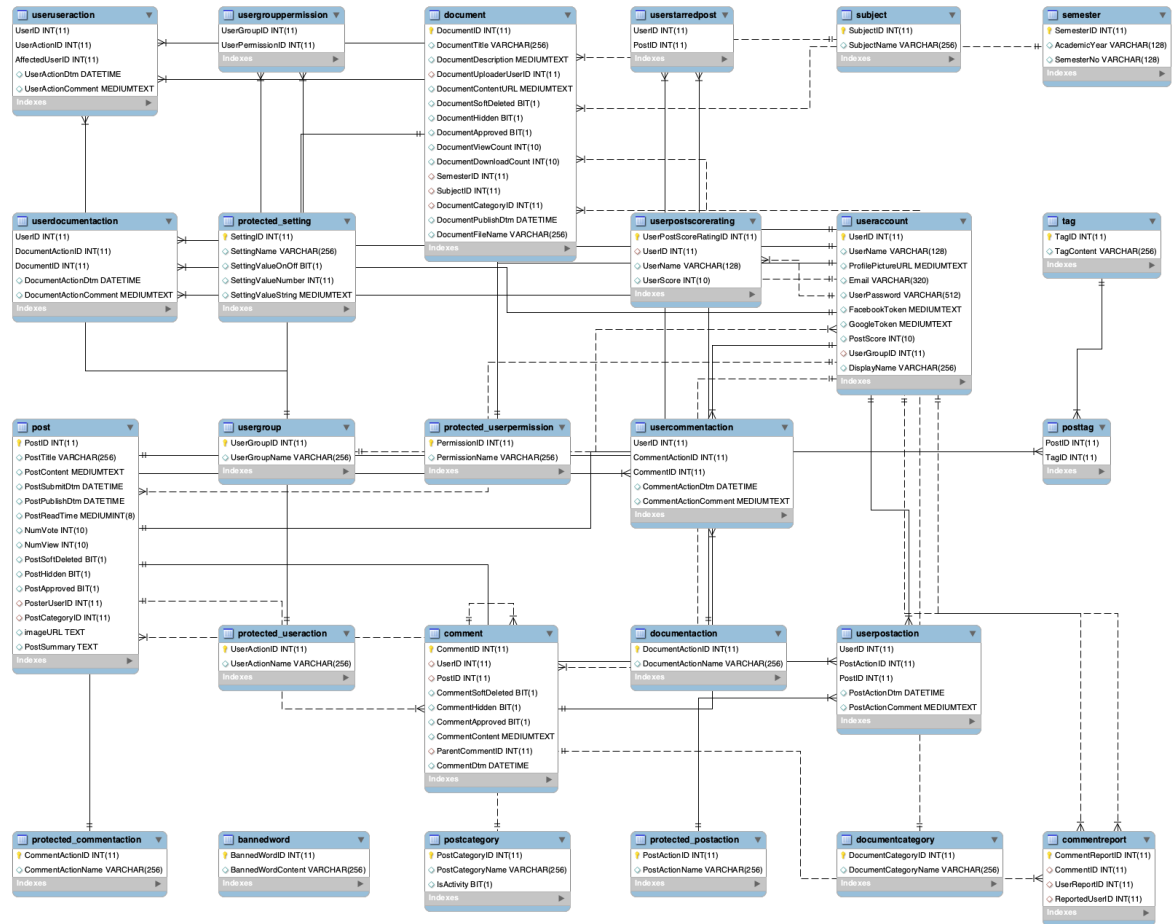 useruseraction
UserID INT(11)
UserActionID INT(11)
AffectedUserID INT(11)
UserActionDtm DATETIME
UserActionComment MEDIUMTEXT
Indexes
usergrouppermission
UserGroupID INT(11)
UserPermissionID INT(11)
Indexes
document
DocumentID INT(11)
DocumentTitle VARCHAR(256)
DocumentDescription MEDIUMTEXT
DocumentUploaderUserID INT(11)
DocumentContentURL MEDIUMTEXT
DocumentSoftDeleted BIT(1)
DocumentHidden BIT(1)
DocumentApproved BIT(1)
DocumentViewCount INT(10)
DocumentDownloadCount INT(10)
SemesterID INT(11)
SubjectID INT(11)
DocumentCategoryID INT(11)
DocumentPublishDtm DATETIME
DocumentFileName VARCHAR(256)
Indexes
userstarredpost
UserID INT(11)
PostID INT(11)
Indexes
subject
SubjectID INT(11)
SubjectName VARCHAR(256)
Indexes
semester
SemesterID INT(11)
AcademicYear VARCHAR(128)
SemesterNo VARCHAR(128)
Indexes
userdocumentaction
UserID INT(11)
DocumentActionID INT(11)
DocumentID INT(11)
DocumentActionDtm DATETIME
DocumentActionComment MEDIUMTEXT
Indexes
protected_setting
SettingID INT(11)
SettingName VARCHAR(256)
SettingValueOnOff BIT(1)
SettingValueNumber INT(11)
SettingValueString MEDIUMTEXT
Indexes
userpostscorerating
UserPostScoreRatingID INT(11)
UserID INT(11)
UserName VARCHAR(128)
UserScore INT(10)
Indexes
useraccount
UserID INT(11)
UserName VARCHAR(128)
ProfilePictureURL MEDIUMTEXT
Email VARCHAR(320)
UserPassword VARCHAR(512)
FacebookToken MEDIUMTEXT
GoogleToken MEDIUMTEXT
PostScore INT(10)
UserGroupID INT(11)
DisplayName VARCHAR(256)
Indexes
tag
TagID INT(11)
TagContent VARCHAR(256)
Indexes
post
PostID INT(11)
PostTitle VARCHAR(256)
PostContent MEDIUMTEXT
PostSubmitDtm DATETIME
PostPublishDtm DATETIME
PostReadTime MEDIUMINT(8)
NumVote INT(10)
NumView INT(10)
PostSoftDeleted BIT(1)
PostHidden BIT(1)
PostApproved BIT(1)
PosterUserID INT(11)
PostCategoryID INT(11)
imageURL TEXT
PostSummary TEXT
Indexes
usergroup
UserGroupID INT(11)
UserGroupName VARCHAR(256)
Indexes
protected_userpermission
PermissionID INT(11)
PermissionName VARCHAR(256)
Indexes
usercommentaction
UserID INT(11)
CommentActionID INT(11)
CommentID INT(11)
CommentActionDtm DATETIME
CommentActionComment MEDIUMTEXT
Indexes
posttag
PostID INT(11)
TagID INT(11)
Indexes
protected_useraction
UserActionID INT(11)
UserActionName VARCHAR(256)
Indexes
comment
CommentID INT(11)
UserID INT(11)
PostID INT(11)
CommentSoftDeleted BIT(1)
CommentHidden BIT(1)
CommentApproved BIT(1)
CommentContent MEDIUMTEXT
ParentCommentID INT(11)
CommentDtm DATETIME
Indexes
documentaction
DocumentActionID INT(11)
DocumentActionName VARCHAR(256)
Indexes
userpostaction
UserID INT(11)
PostActionID INT(11)
PostID INT(11)
PostActionDtm DATETIME
PostActionComment MEDIUMTEXT
Indexes
protected_commentaction
CommentActionID INT(11)
CommentActionName VARCHAR(256)
Indexes
bannedword
BannedWordID INT(11)
BannedWordContent VARCHAR(256)
Indexes
postcategory
PostCategoryID INT(11)
PostCategoryName VARCHAR(256)
IsActivity BIT(1)
Indexes
protected_postaction
PostActionID INT(11)
PostActionName VARCHAR(256)
Indexes
documentcategory
DocumentCategoryID INT(11)
DocumentCategoryName VARCHAR(256)
Indexes
commentreport
CommentReportID INT(11)
CommentID INT(11)
UserReportID INT(11)
ReportedUserID INT(11)
Indexes